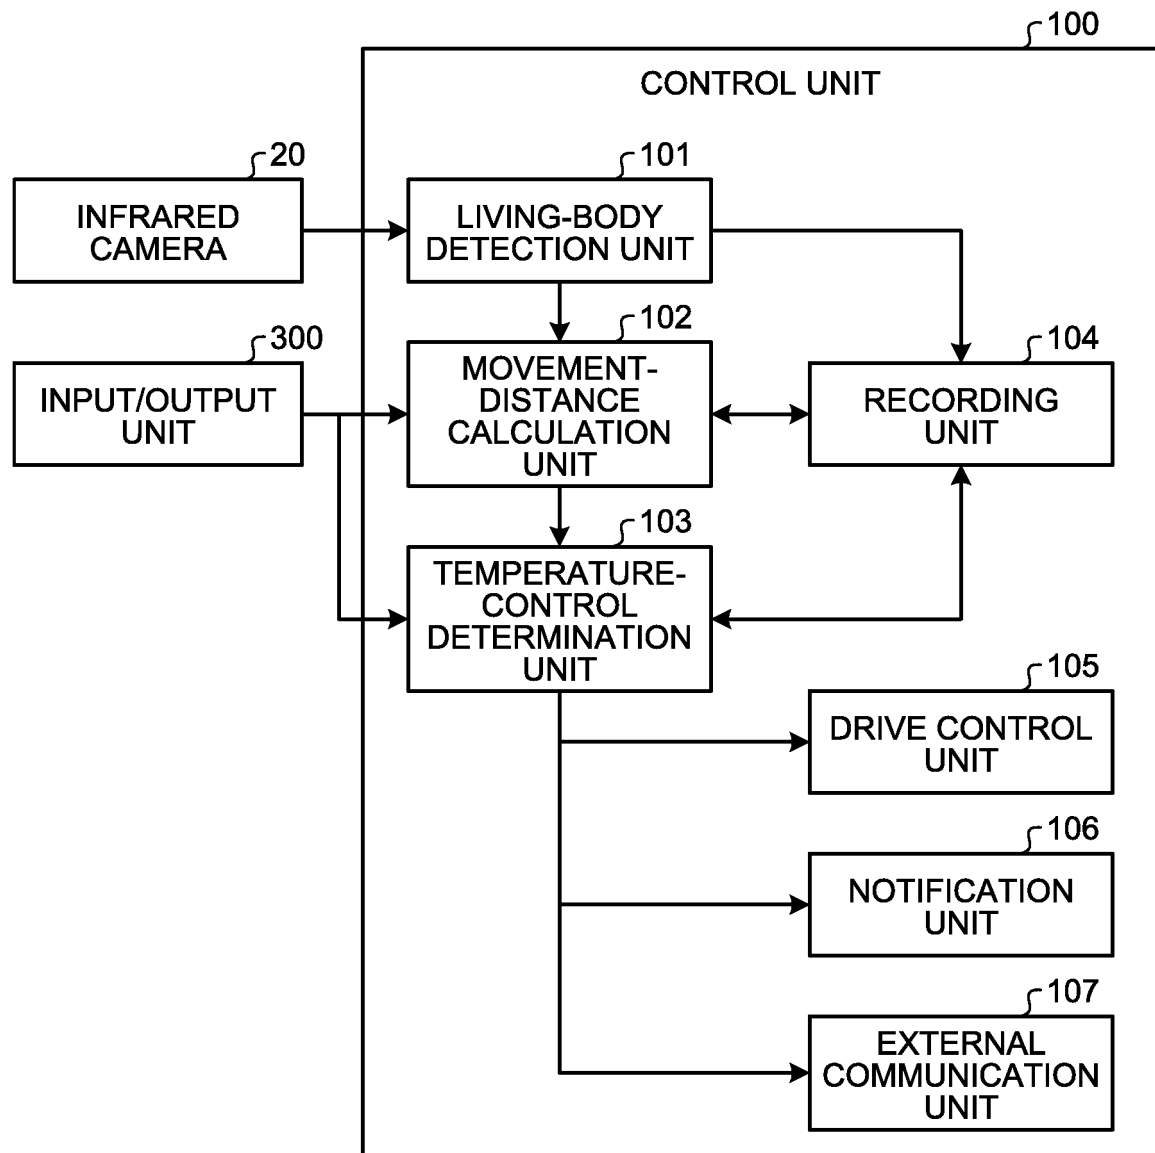 100
CONTROL UNIT
20
INFRARED
CAMERA
101
LIVING-BODY
DETECTION UNIT
300
INPUT/OUTPUT
UNIT
102
MOVEMENT-
DISTANCE
CALCULATION
UNIT
104
RECORDING
UNIT
103
TEMPERATURE-
CONTROL
DETERMINATION
UNIT
105
DRIVE CONTROL
UNIT
106
NOTIFICATION
UNIT
107
EXTERNAL
COMMUNICATION
UNIT